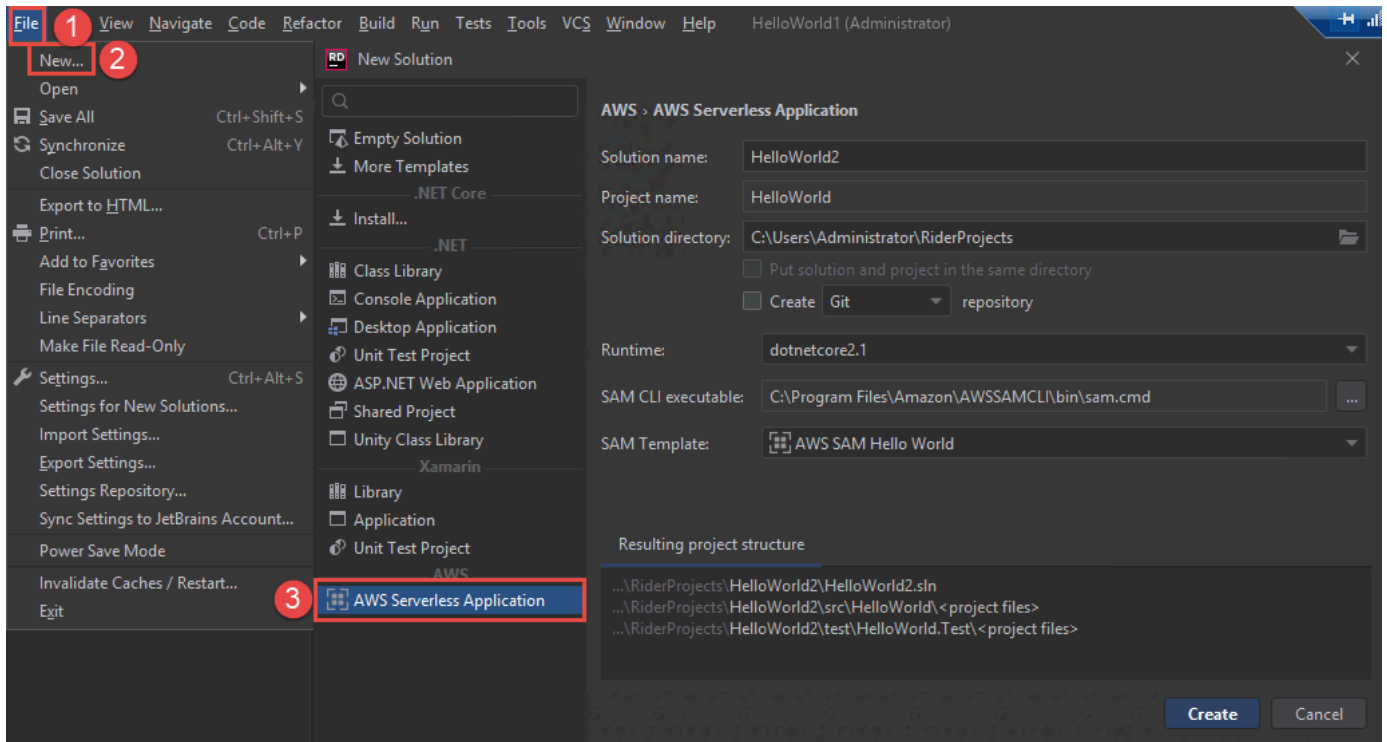 File 1 View Navigate Code Refactor Build Run Tests Tools VCS Window Help HelloWorld1 (Administrator)
New... 2
Open
Save All Ctrl+Shift+S
Synchronize Ctrl+Alt+Y
Close Solution
Export to HTML...
Print... Ctrl+P
Add to Favorites
File Encoding
Line Separators
Make File Read-Only
Settings... Ctrl+Alt+S
Settings for New Solutions...
Import Settings...
Export Settings...
Settings Repository...
Sync Settings to JetBrains Account...
Power Save Mode
Invalidate Caches / Restart...
Exit
RD New Solution
Empty Solution
More Templates
.NET Core
Install...
.NET
Class Library
Console Application
Desktop Application
Unit Test Project
ASP.NET Web Application
Shared Project
Unity Class Library
Xamarin
Library
Application
Unit Test Project
AWS
3 AWS Serverless Application
AWS › AWS Serverless Application
Solution name: HelloWorld2
Project name: HelloWorld
Solution directory: C:\Users\Administrator\RiderProjects
Put solution and project in the same directory
Create Git repository
Runtime: dotnetcore2.1
SAM CLI executable: C:\Program Files\Amazon\AWSSAMCLI\bin\sam.cmd ...
SAM Template: AWS SAM Hello World
Resulting project structure
...\RiderProjects\HelloWorld2\HelloWorld2.sln
...\RiderProjects\HelloWorld2\src\HelloWorld\<project files>
...\RiderProjects\HelloWorld2\test\HelloWorld.Test\<project files>
Create Cancel